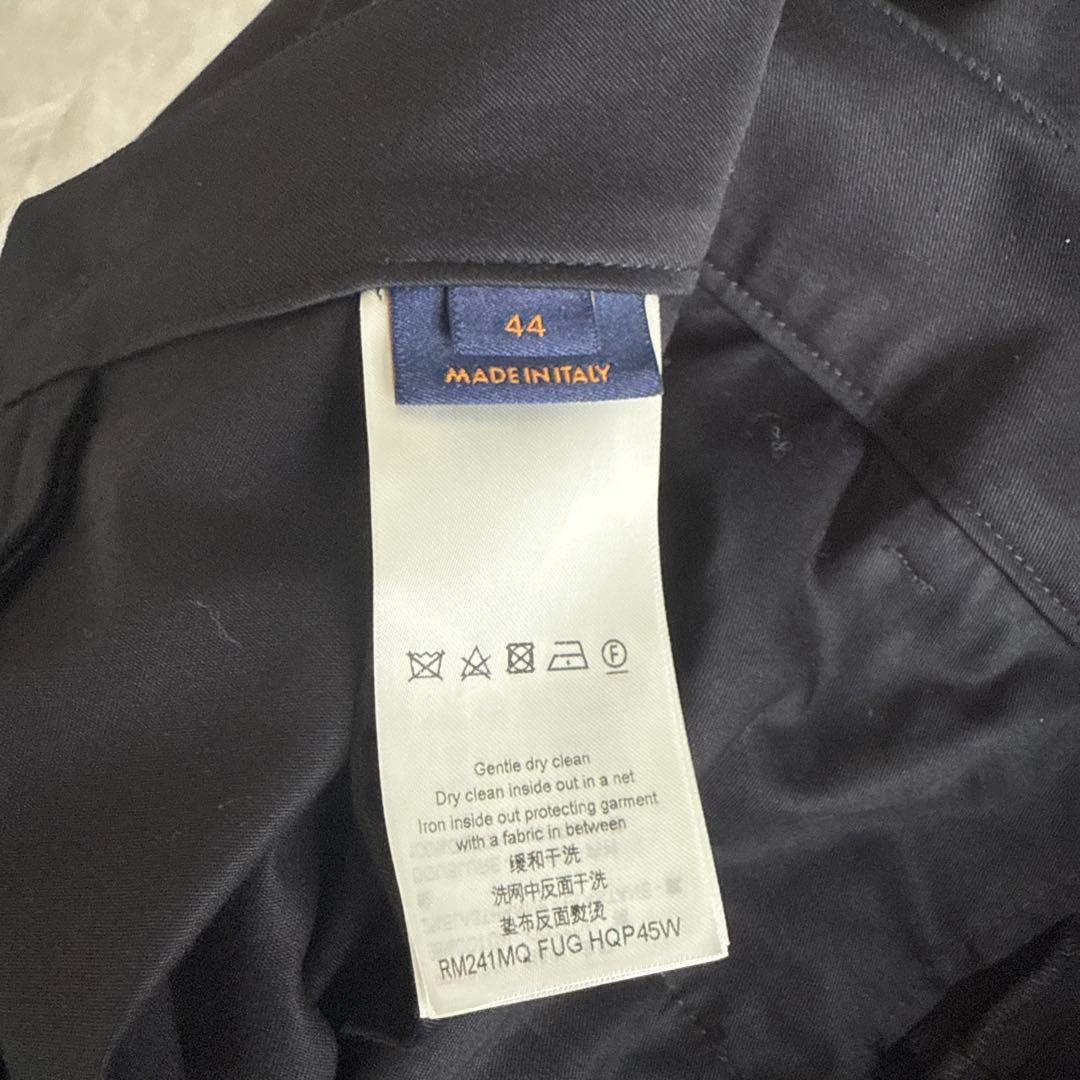 44
MADE IN ITALY
F
Gentle dry clean
Dry clean inside out in a net
Iron inside out protecting garment
with a fabric in between
缓和干洗
洗网中反面干洗
垫布反面熨烫
RM241MQ FUG HQP45W